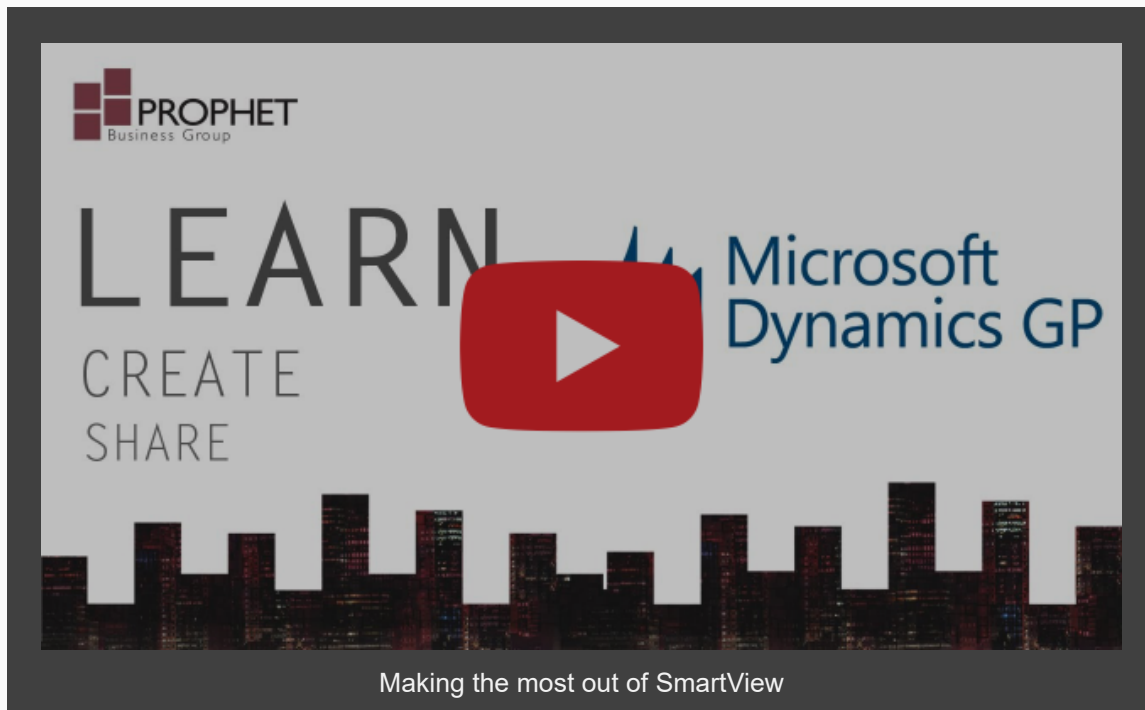 PROPHET
Business Group
LEARN
CREATE
SHARE
Microsoft
Dynamics GP
Making the most out of SmartView